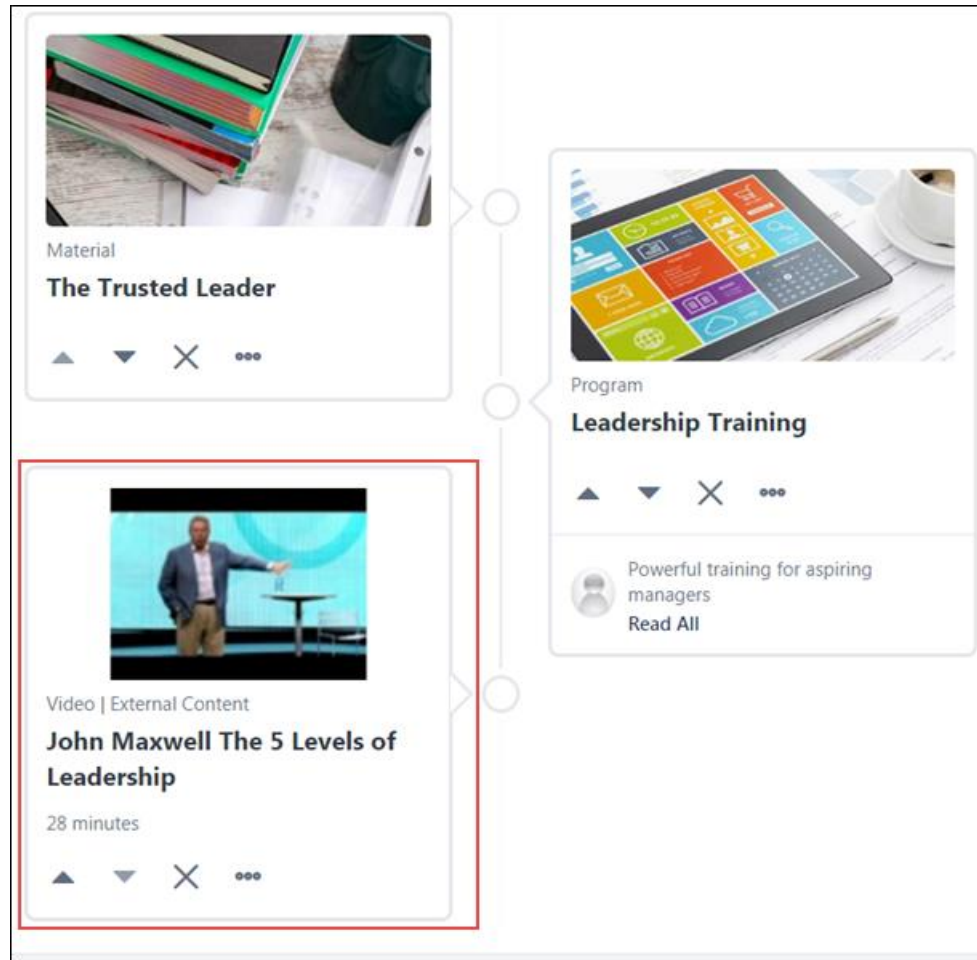 Material
The Trusted Leader
Program
Leadership Training
Powerful training for aspiring
managers
Read All
Video | External Content
John Maxwell The 5 Levels of
Leadership
28 minutes